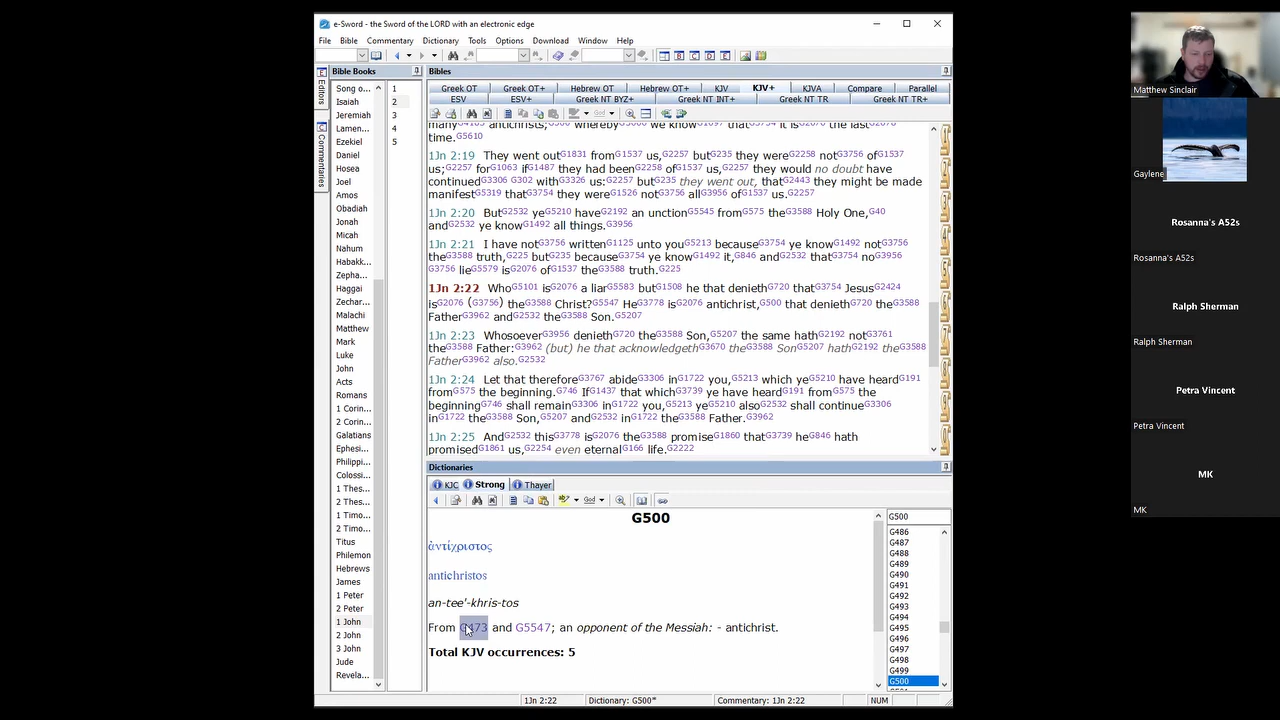 e-Sword - the Sword of the LORD with an electronic edge
File Bible Commentary Dictionary Tools Options Download Window Help
Bible Books
Bibles
Editors
Commentaries
Song o...
Isaiah
Jeremiah
Lamen...
Ezekiel
Daniel
Hosea
Joel
Amos
Obadiah
Jonah
Micah
Nahum
Habakk...
Zepha...
Haggai
Zechar...
Malachi
Matthew
Mark
Luke
John
Acts
Romans
1 Corin...
2 Corin...
Galatians
Ephesi...
Philippi...
Colossi...
1 Thes...
2 Thes...
1 Timo...
2 Timo...
Titus
Philemon
Hebrews
James
1 Peter
2 Peter
1 John
2 John
3 John
Jude
Revela...
1
2
3
4
5
Greek OT Greek OT+ Hebrew OT Hebrew OT+ KJV KJV+ KJVA Compare Parallel
ESV ESV+ Greek NT BYZ+ Greek NT INT+ Greek NT TR Greek NT TR+
many antichrists; whereby we know that it is the last
time.G5610
1Jn 2:19 They went outG1831 fromG1537 us,G2257 butG235 they wereG2258 notG3756 ofG1537
us;G2257 forG1063 ifG1487 they had beenG2258 ofG1537 us,G2257 they would no doubt have
continuedG3306 G302 withG3326 us:G2257 butG235 they went out, thatG2443 they might be made
manifestG5319 thatG3754 they wereG1526 notG3756 allG3956 ofG1537 us.G2257
1Jn 2:20 ButG2532 yeG5210 haveG2192 an unctionG5545 fromG575 theG3588 Holy One,G40
andG2532 ye knowG1492 all things.G3956
1Jn 2:21 I have notG3756 writtenG1125 unto youG5213 becauseG3754 ye knowG1492 notG3756
theG3588 truth,G225 butG235 becauseG3754 ye knowG1492 it,G846 andG2532 thatG3754 noG3956
G3756 lieG5579 isG2076 ofG1537 theG3588 truth.G225
1Jn 2:22 WhoG5101 isG2076 a liarG5583 butG1508 he that deniethG720 thatG3754 JesusG2424
isG2076 (G3756) theG3588 Christ?G5547 HeG3778 isG2076 antichrist,G500 that deniethG720 theG3588
FatherG3962 andG2532 theG3588 Son.G5207
1Jn 2:23 WhosoeverG3956 deniethG720 theG3588 Son,G5207 the same hathG2192 notG3761
theG3588 Father:G3962 (but) he that acknowledgethG3670 theG3588 SonG5207 hathG2192 theG3588
FatherG3962 also.G2532
1Jn 2:24 Let that thereforeG3767 abideG3306 inG1722 you,G5213 which yeG5210 have heardG191
fromG575 the beginning.G746 IfG1437 that whichG3739 ye have heardG191 fromG575 the
beginningG746 shall remainG3306 inG1722 you,G5213 yeG5210 alsoG2532 shall continueG3306
inG1722 theG3588 Son,G5207 andG2532 inG1722 theG3588 Father.G3962
1Jn 2:25 AndG2532 thisG3778 isG2076 theG3588 promiseG1860 thatG3739 heG846 hath
promisedG1861 us,G2254 even eternalG166 life.G2222
Dictionaries
KJC Strong Thayer
G500
ἀντίχριστος
antichristos
an-tee'-khris-tos
From G473 and G5547; an opponent of the Messiah: - antichrist.
Total KJV occurrences: 5
G500
G486
G487
G488
G489
G490
G491
G492
G493
G494
G495
G496
G497
G498
G499
G500
1Jn 2:22 Dictionary: G500* Commentary: 1Jn 2:22 NUM
Matthew Sinclair
Gaylene
Rosanna's A52s
Rosanna's A52s
Ralph Sherman
Ralph Sherman
Petra Vincent
Petra Vincent
MK
MK